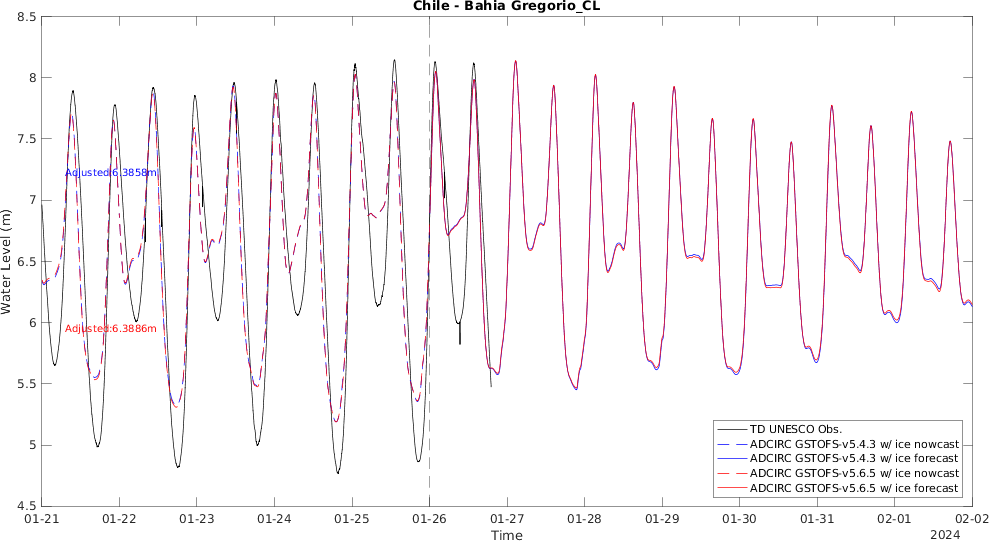 Chile - Bahia Gregorio_CL
Water Level (m)
8.5
8
7.5
7
6.5
6
5.5
5
4.5
Adjusted:6.3858m
Adjusted:6.3886m
TD UNESCO Obs.
ADCIRC GSTOFS-v5.4.3 w/ ice nowcast
ADCIRC GSTOFS-v5.4.3 w/ ice forecast
ADCIRC GSTOFS-v5.6.5 w/ ice nowcast
ADCIRC GSTOFS-v5.6.5 w/ ice forecast
01-21 01-22 01-23 01-24 01-25 01-26 01-27 01-28 01-29 01-30 01-31 02-01 02-02
Time
2024